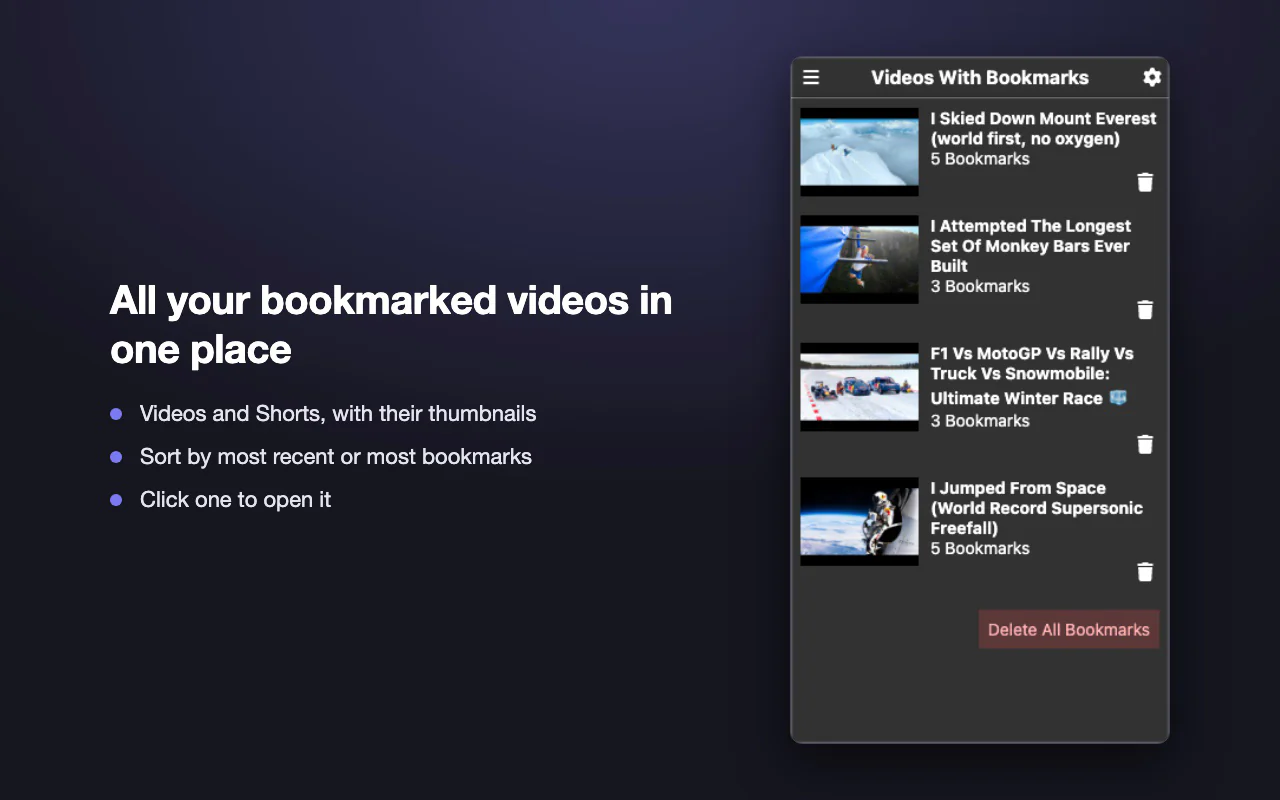 All your bookmarked videos in
one place
Videos and Shorts, with their thumbnails
Sort by most recent or most bookmarks
Click one to open it
Videos With Bookmarks
I Skied Down Mount Everest
(world first, no oxygen)
5 Bookmarks
I Attempted The Longest
Set Of Monkey Bars Ever
Built
3 Bookmarks
F1 Vs MotoGP Vs Rally Vs
Truck Vs Snowmobile:
Ultimate Winter Race 🧊
3 Bookmarks
I Jumped From Space
(World Record Supersonic
Freefall)
5 Bookmarks
Delete All Bookmarks